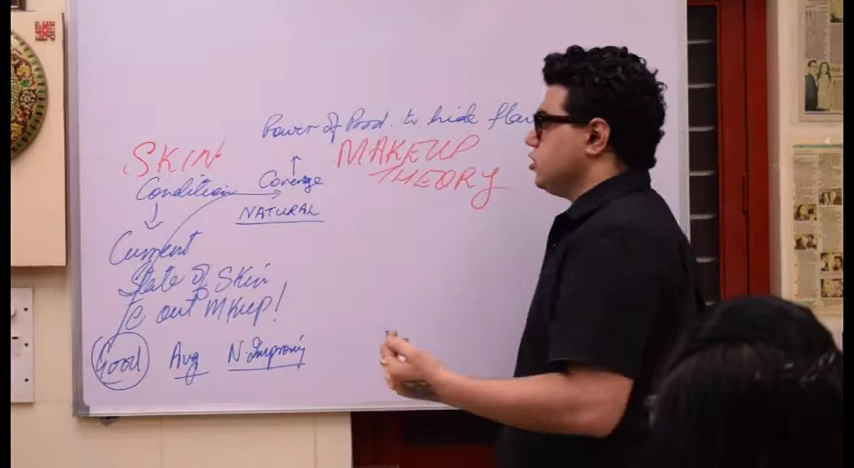 Power of Prod. to hide flaw
SKIN
MAKEUP
THEORY
Condition
Coverage
NATURAL
Current
State of Skin
out MKup!
Good Avg N. Improving